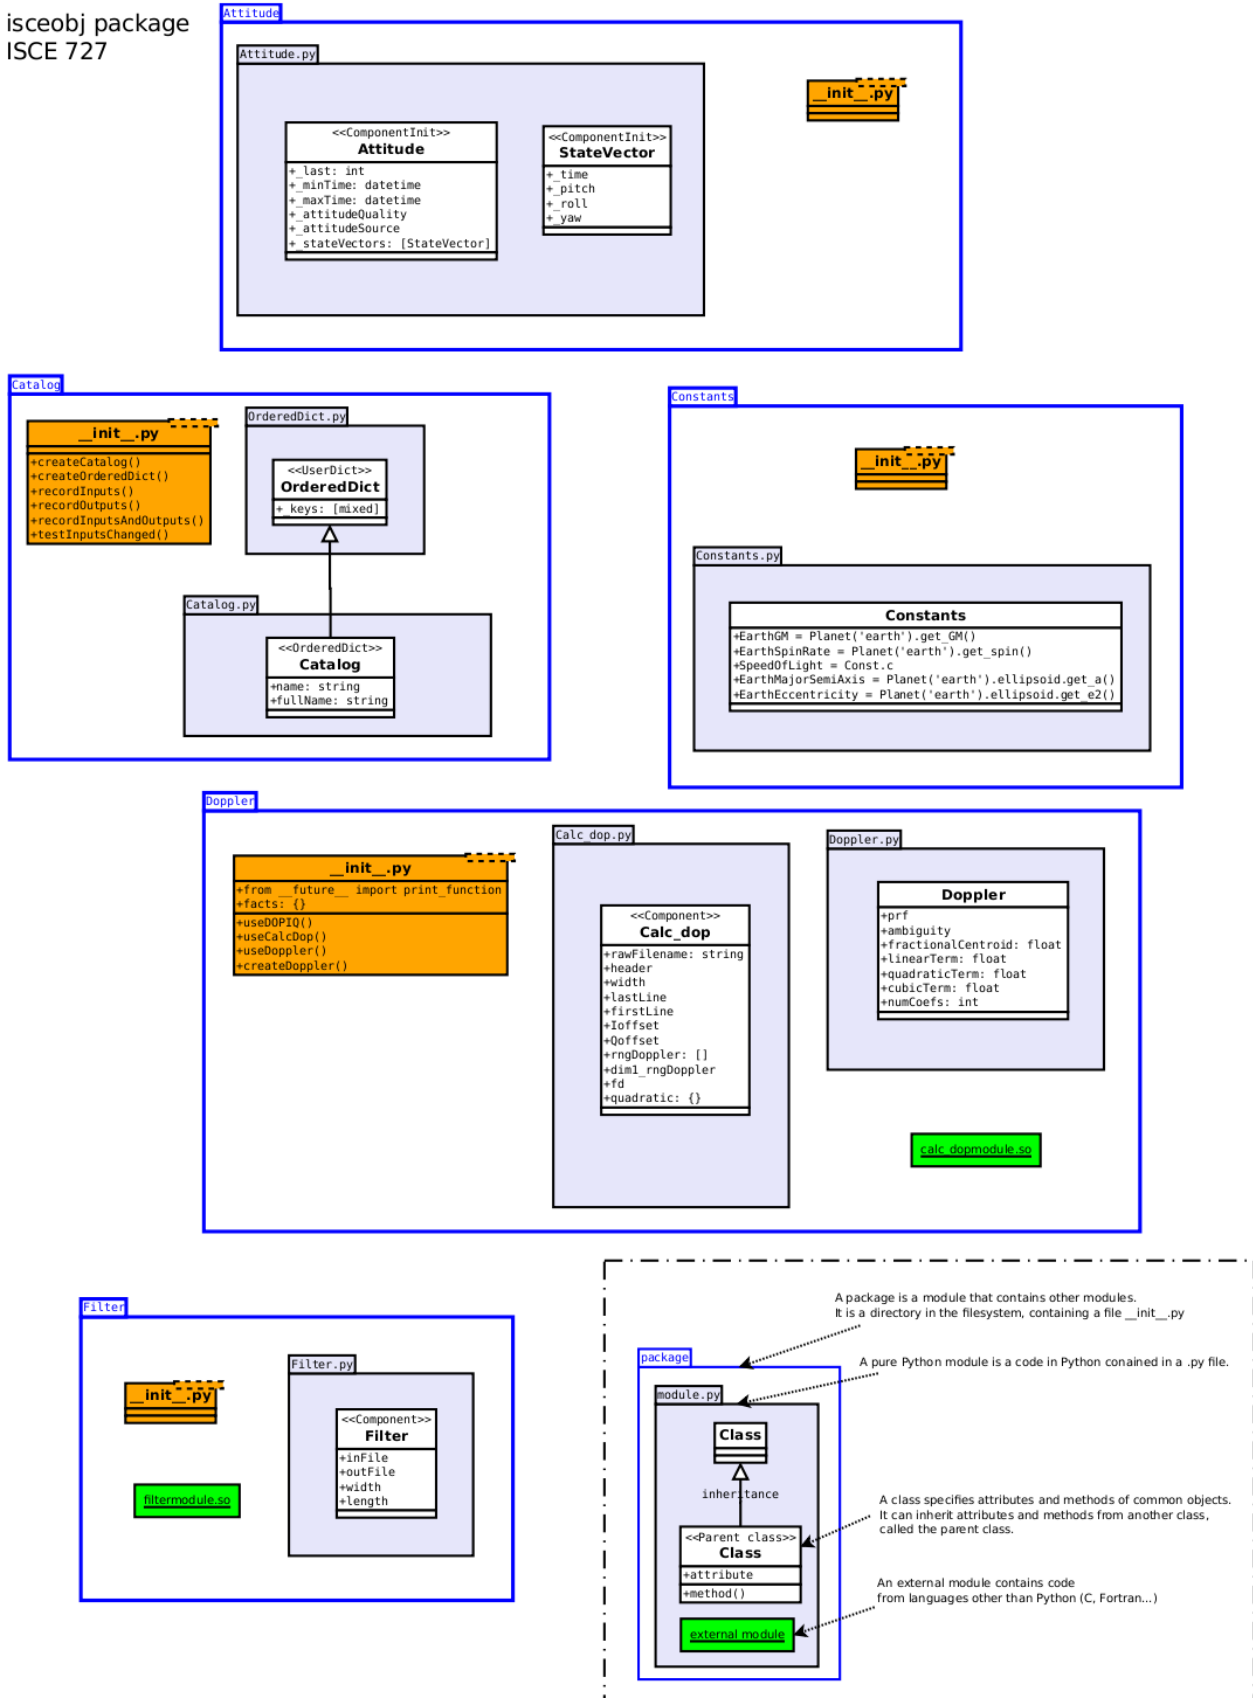 isceobj package
ISCE 727
Attitude
Attitude.py
<<ComponentInit>>
Attitude
+_last: int
+_minTime: datetime
+_maxTime: datetime
+_attitudeQuality
+_attitudeSource
+_stateVectors: [StateVector]
<<ComponentInit>>
StateVector
+_time
+_pitch
+_roll
+_yaw
__init__.py
Catalog
__init__.py
+createCatalog()
+createOrderedDict()
+recordInputs()
+recordOutputs()
+recordInputsAndOutputs()
+testInputsChanged()
OrderedDict.py
<<UserDict>>
OrderedDict
+_keys: [mixed]
Catalog.py
<<OrderedDict>>
Catalog
+name: string
+fullName: string
Constants
__init__.py
Constants.py
Constants
+EarthGM = Planet('earth').get_GM()
+EarthSpinRate = Planet('earth').get_spin()
+SpeedOfLight = Const.c
+EarthMajorSemiAxis = Planet('earth').ellipsoid.get_a()
+EarthEccentricity = Planet('earth').ellipsoid.get_e2()
Doppler
__init__.py
+from __future__ import print_function
+facts: {}
+useDOPIQ()
+useCalcDop()
+useDoppler()
+createDoppler()
Calc_dop.py
<<Component>>
Calc_dop
+rawFilename: string
+header
+width
+lastLine
+firstLine
+Ioffset
+Qoffset
+rngDoppler: []
+dim1_rngDoppler
+fd
+quadratic: {}
Doppler.py
Doppler
+prf
+ambiguity
+fractionalCentroid: float
+linearTerm: float
+quadraticTerm: float
+cubicTerm: float
+numCoefs: int
calc_dopmodule.so
Filter
__init__.py
filtermodule.so
Filter.py
<<Component>>
Filter
+inFile
+outFile
+width
+length
A package is a module that contains other modules.
It is a directory in the filesystem, containing a file __init__.py
package
A pure Python module is a code in Python conained in a .py file.
module.py
Class
inheritance
<<Parent class>>
Class
+attribute
+method()
external module
A class specifies attributes and methods of common objects.
It can inherit attributes and methods from another class,
called the parent class.
An external module contains code
from languages other than Python (C, Fortran...)